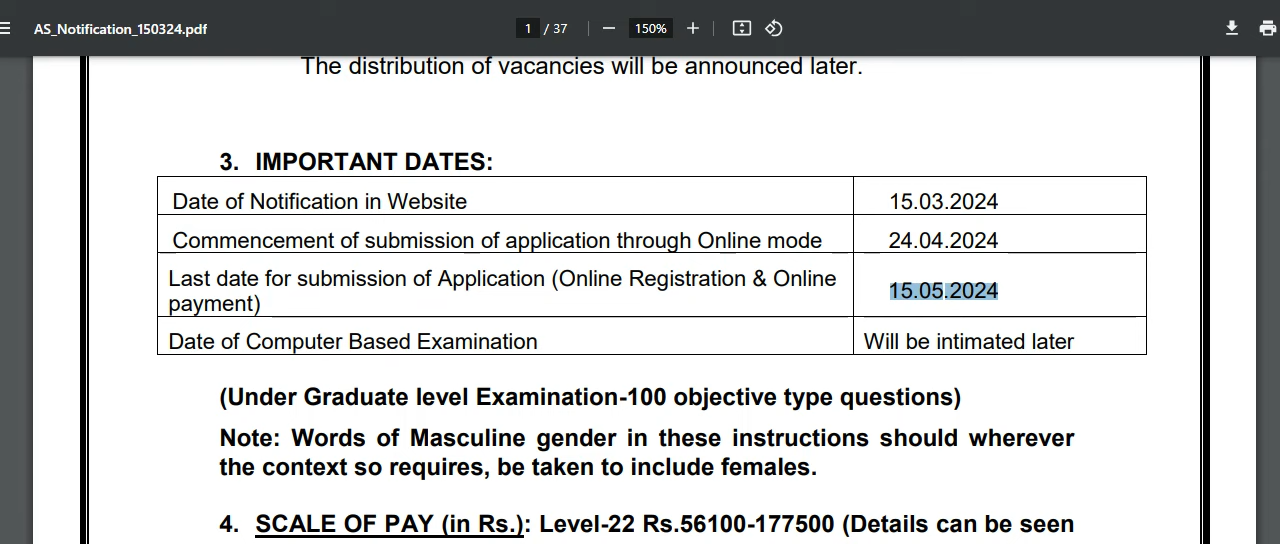 AS_Notification_150324.pdf
1 / 37
150%
The distribution of vacancies will be announced later.
3. IMPORTANT DATES:
Date of Notification in Website 15.03.2024
Commencement of submission of application through Online mode 24.04.2024
Last date for submission of Application (Online Registration & Online
payment) 15.05.2024
Date of Computer Based Examination Will be intimated later
(Under Graduate level Examination-100 objective type questions)
Note: Words of Masculine gender in these instructions should wherever
the context so requires, be taken to include females.
4. SCALE OF PAY (in Rs.): Level-22 Rs.56100-177500 (Details can be seen